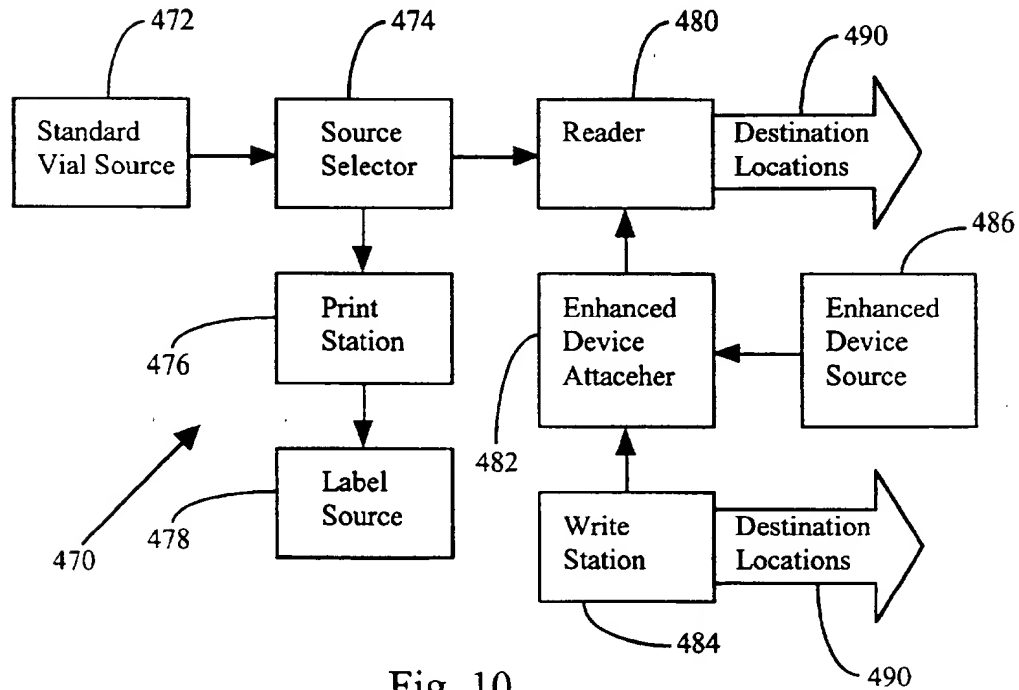 472
474
480
490
Standard
Vial Source
Source
Selector
Reader
Destination
Locations
486
Print
Station
Enhanced
Device
Attaceher
Enhanced
Device
Source
476
482
Label
Source
Write
Station
Destination
Locations
478
470
484
490
Fig. 10